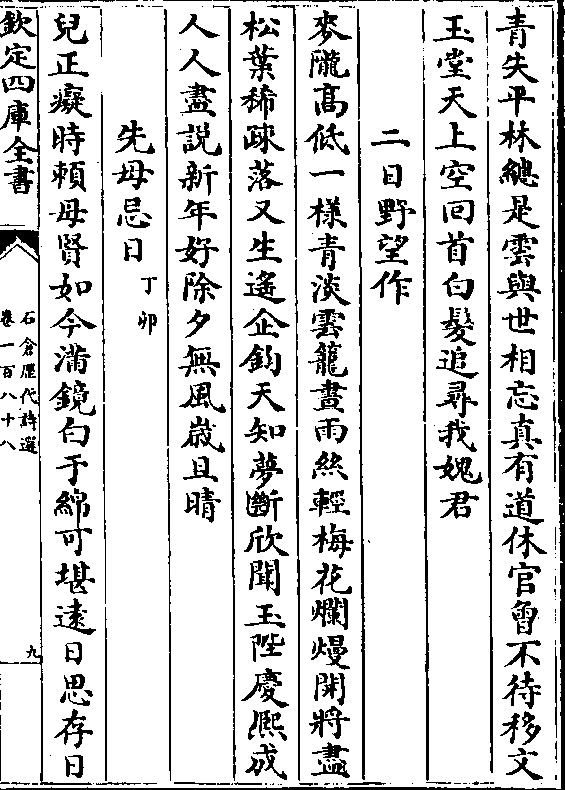 青失平林總是雲與世相忘真有道休官曾不待移文
玉堂天上空回首白髮追尋我媿君
二日野望作
麥隴髙低一樣青淡雲籠晝雨絲輕梅花爛熳開將盡
松葉稀疎落又生遙企鈞天知夢斷欣聞玉陛慶熈成
人人盡説新年好除夕無風嵗且晴
先母忌日丁卯
兒正癡時頼母賢如今滿鏡白于綿可堪逺日思存日
欽定四庫全書
石倉歴代詩選
卷一百八十八
九